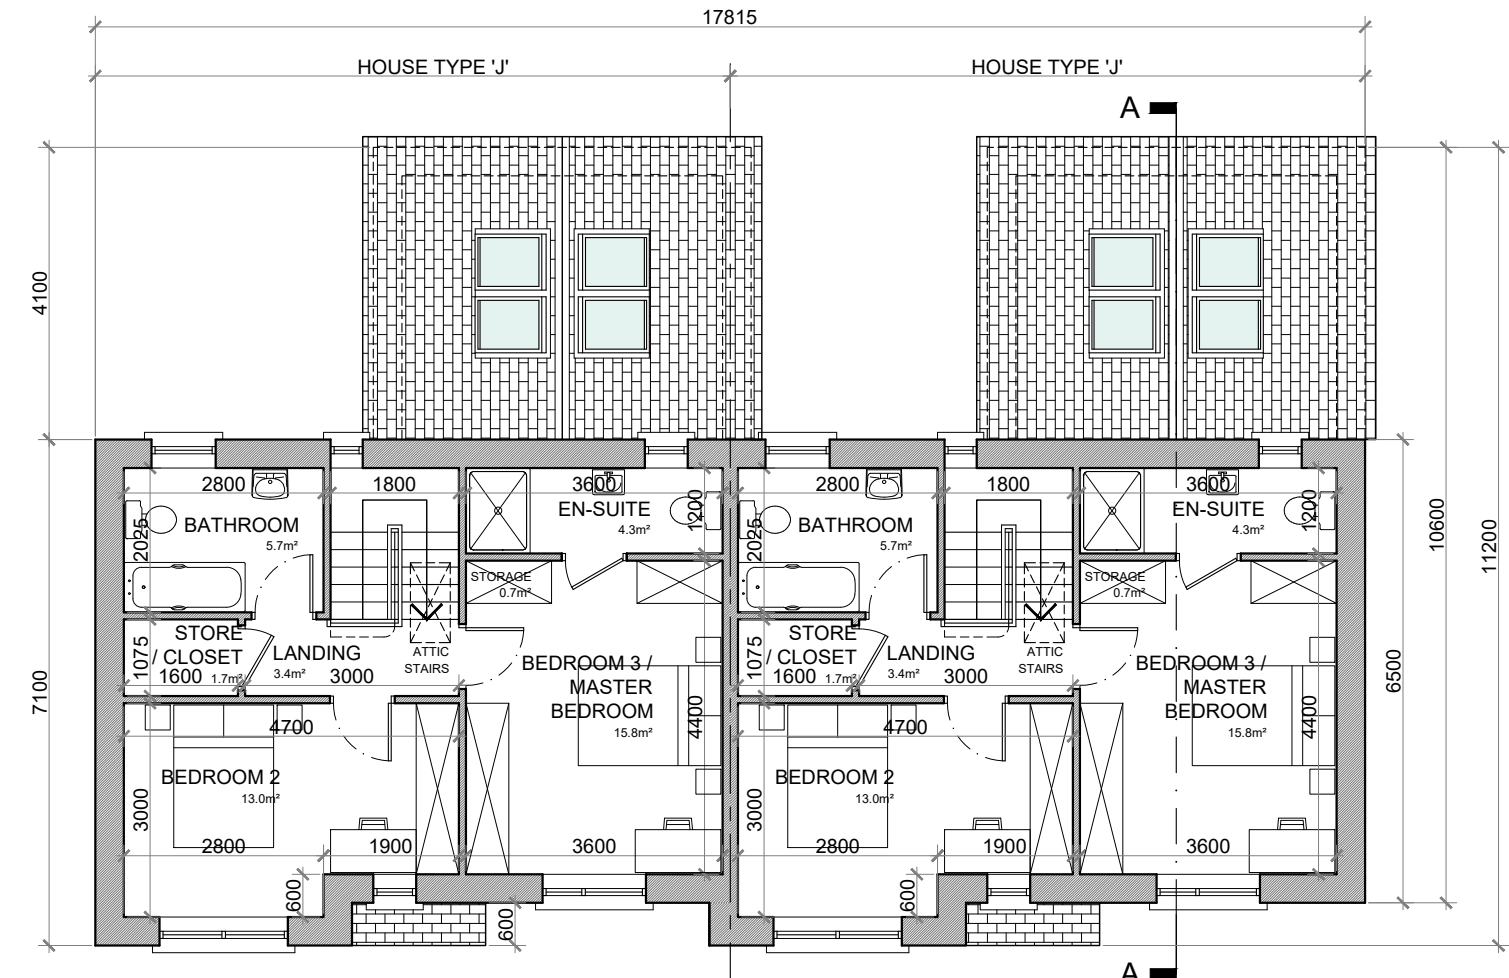 17815
HOUSE TYPE 'J'
HOUSE TYPE 'J'
A
4100
7100
10600
11200
6500
2800
1800
3600
EN-SUITE
4.3m²
1200
BATHROOM
5.7m²
2025
STORAGE
0.7m²
STORE
/ CLOSET
1600
1.7m²
1075
LANDING
3.4m²
3000
ATTIC
STAIRS
BEDROOM 3 /
MASTER
BEDROOM
15.8m²
4400
4700
BEDROOM 2
13.0m²
3000
2800
1900
3600
600
600
2800
1800
3600
EN-SUITE
4.3m²
1200
BATHROOM
5.7m²
2025
STORAGE
0.7m²
STORE
/ CLOSET
1600
1.7m²
1075
LANDING
3.4m²
3000
ATTIC
STAIRS
BEDROOM 3 /
MASTER
BEDROOM
15.8m²
4400
4700
BEDROOM 2
13.0m²
3000
2800
1900
3600
600
A